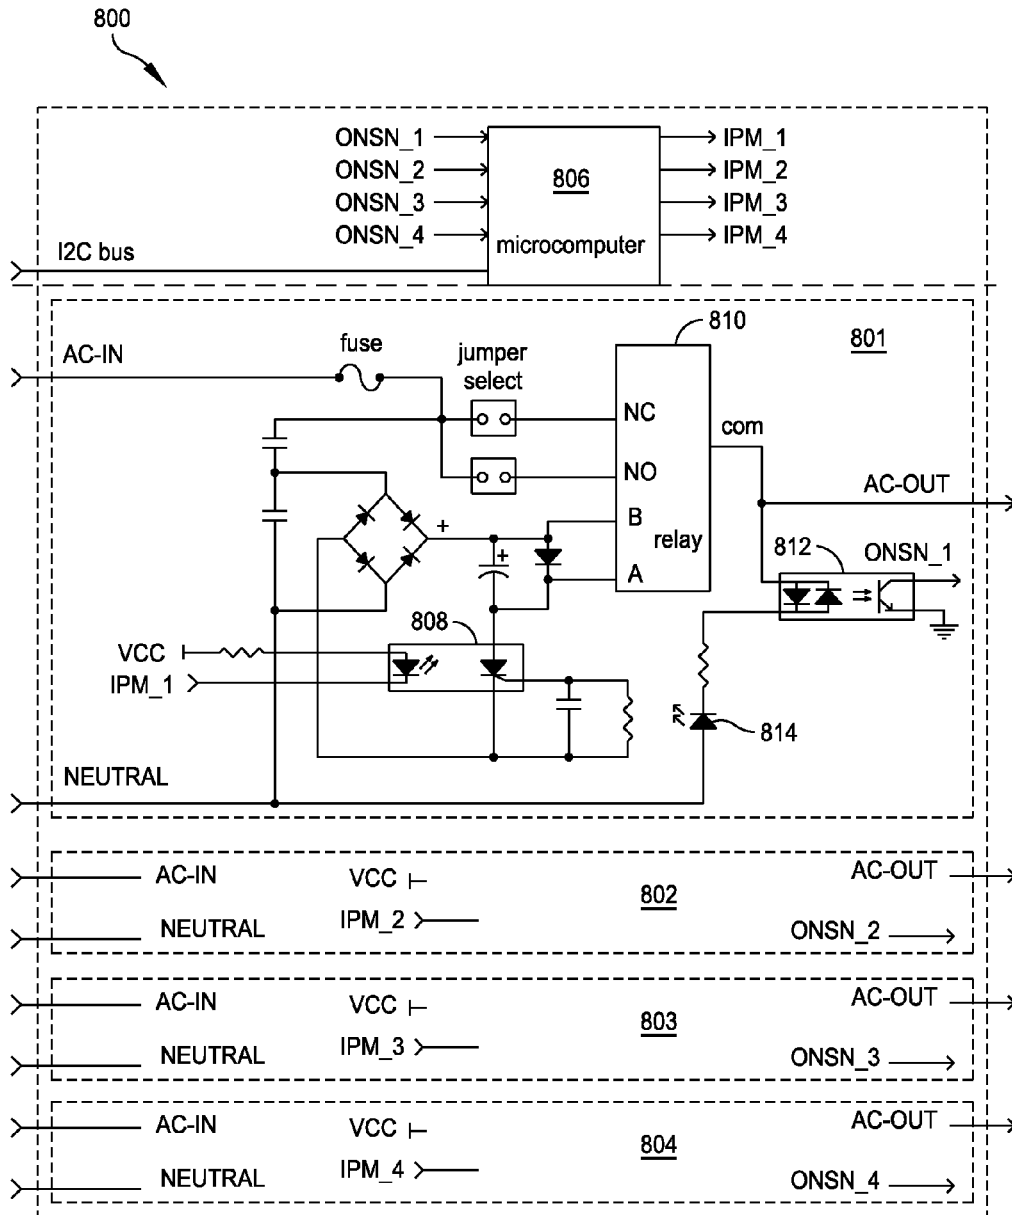 800
ONSN_1
IPM_1
ONSN_2
806
IPM_2
ONSN_3
IPM_3
ONSN_4
microcomputer
IPM_4
I2C bus
810
801
AC-IN
fuse
jumper
select
NC
com
NO
AC-OUT
+
B
relay
812
ONSN_1
+
A
808
VCC
IPM_1
814
NEUTRAL
AC-IN
VCC
AC-OUT
802
NEUTRAL
IPM_2
ONSN_2
AC-IN
VCC
AC-OUT
803
NEUTRAL
IPM_3
ONSN_3
AC-IN
VCC
AC-OUT
804
NEUTRAL
IPM_4
ONSN_4